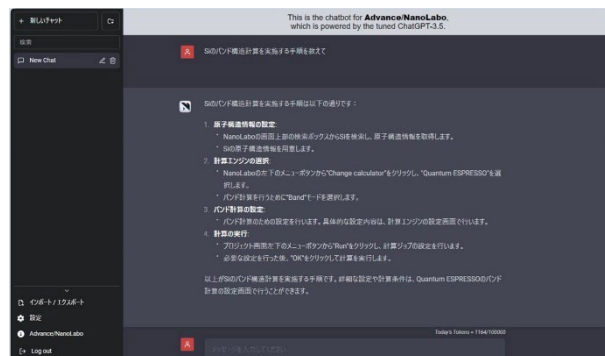 + 新しいチャット
検索
New Chat
This is the chatbot for Advance/NanoLabo,
which is powered by the tuned ChatGPT-3.5.
Siのバンド構造計算を実施する手順を教えて
Siのバンド構造計算を実施する手順は以下の通りです：
1. 原子構造情報の設定:
◦ NanoLaboの画面上部の検索ボックスからSiを検索し、原子構造情報を取得します。
◦ Siの原子構造情報を用意します。
2. 計算エンジンの選択:
◦ NanoLaboの左下のメニューボタンから"Change calculator"をクリックし、"Quantum ESPRESSO"を選
択します。
◦ バンド計算を行うために"Band"モードを選択します。
3. バンド計算の設定:
◦ バンド計算のための設定を行います。具体的な設定内容は、計算エンジンの設定画面で行います。
4. 計算の実行:
◦ プロジェクト画面左下のメニューボタンから"Run"をクリックし、計算ジョブの設定を行います。
◦ 必要な設定を行った後、"OK"をクリックして計算を実行します。
以上がSiのバンド構造計算を実施する手順です。詳細な設定や計算条件は、Quantum ESPRESSOのバンド
計算の設定画面で行うことができます。
インポート / エクスポート
設定
Advance/NanoLabo
Log out
Today's Tokens = 1164/100000
メッセージを入力してください